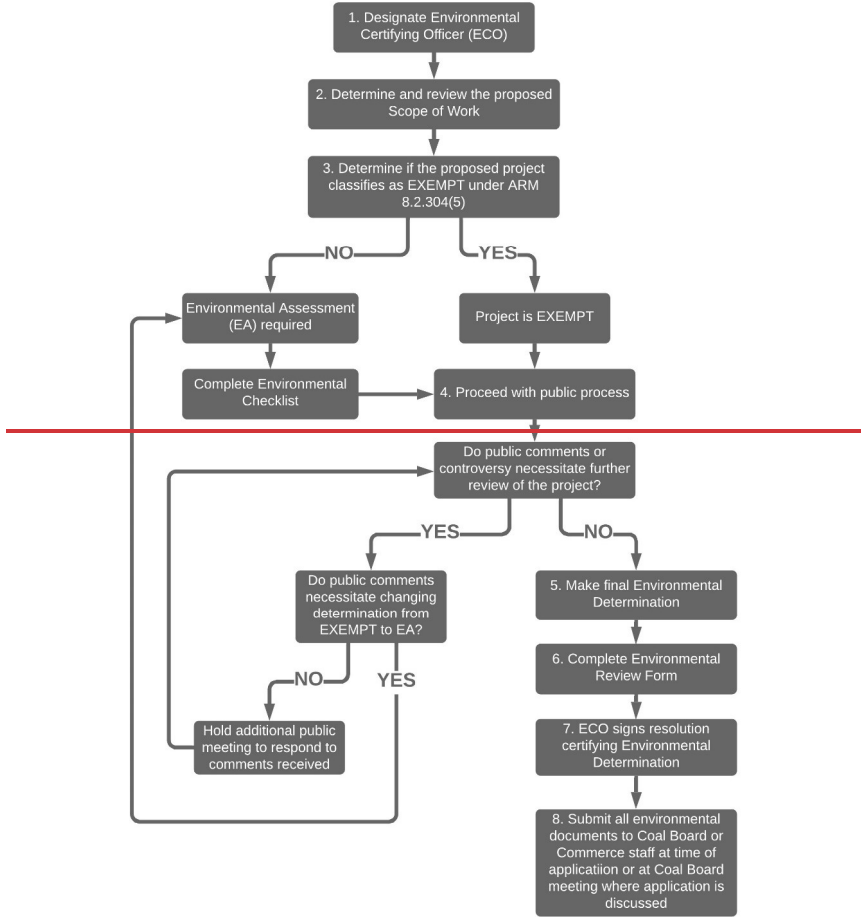 1. Designate Environmental
Certifying Officer (ECO)
2. Determine and review the proposed
Scope of Work
3. Determine if the proposed project
classifies as EXEMPT under ARM
8.2.304(5)
NO
YES
Environmental Assessment
(EA) required
Project is EXEMPT
Complete Environmental
Checklist
4. Proceed with public process
Do public comments or
controversy necessitate further
review of the project?
YES
NO
Do public comments
necessitate changing
determination from
EXEMPT to EA?
5. Make final Environmental
Determination
6. Complete Environmental
Review Form
NO
YES
Hold additional public
meeting to respond to
comments received
7. ECO signs resolution
certifying Environmental
Determination
8. Submit all environmental
documents to Coal Board or
Commerce staff at time of
applicatiion or at Coal Board
meeting where application is
discussed